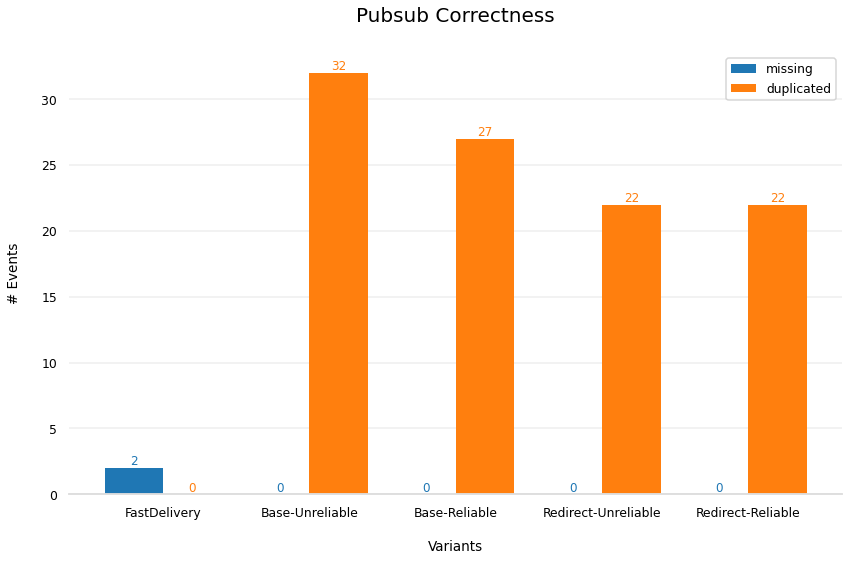 Pubsub Correctness
missing
duplicated
32
30
27
25
22
22
20
# Events
15
10
5
2
0
0
0
0
0
0
FastDelivery
Base-Unreliable
Base-Reliable
Redirect-Unreliable
Redirect-Reliable
Variants